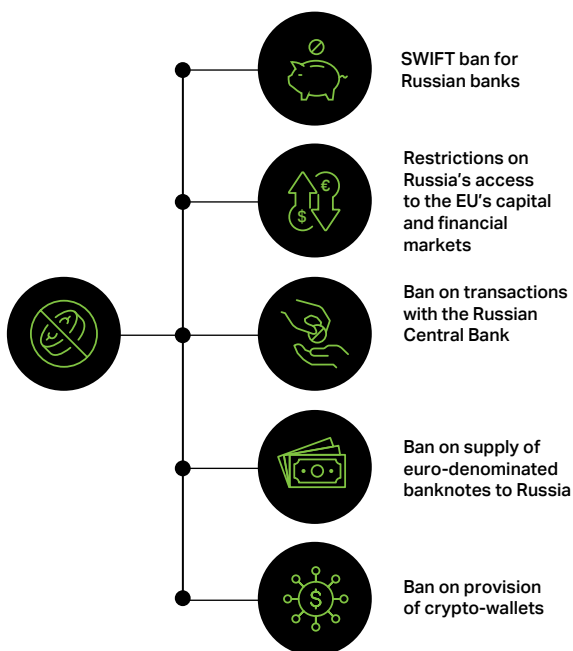 SWIFT ban for
Russian banks
Restrictions on
Russia's access
to the EU's capital
and financial
markets
€
$
Ban on transactions
with the Russian
Central Bank
Ban on supply of
euro-denominated
banknotes to Russia
$
Ban on provision
of crypto-wallets